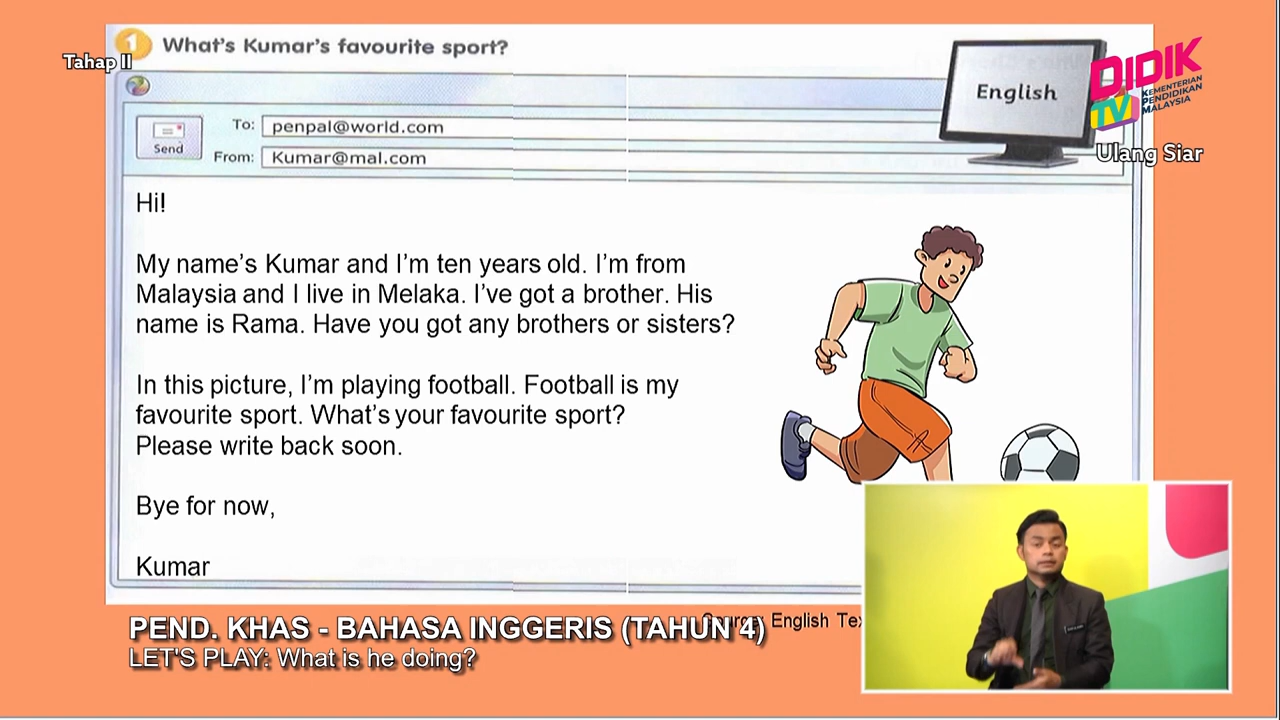 1 What's Kumar's favourite sport?
Tahap II
DIDIK
TV KEMENTERIAN
PENDIDIKAN
MALAYSIA
Ulang Siar
English
Send
To: penpal@world.com
From: Kumar@mal.com
Hi!
My name's Kumar and I'm ten years old. I'm from
Malaysia and I live in Melaka. I've got a brother. His
name is Rama. Have you got any brothers or sisters?
In this picture, I'm playing football. Football is my
favourite sport. What's your favourite sport?
Please write back soon.
Bye for now,
Kumar
English
PEND. KHAS - BAHASA INGGERIS (TAHUN 4)
LET'S PLAY: What is he doing?